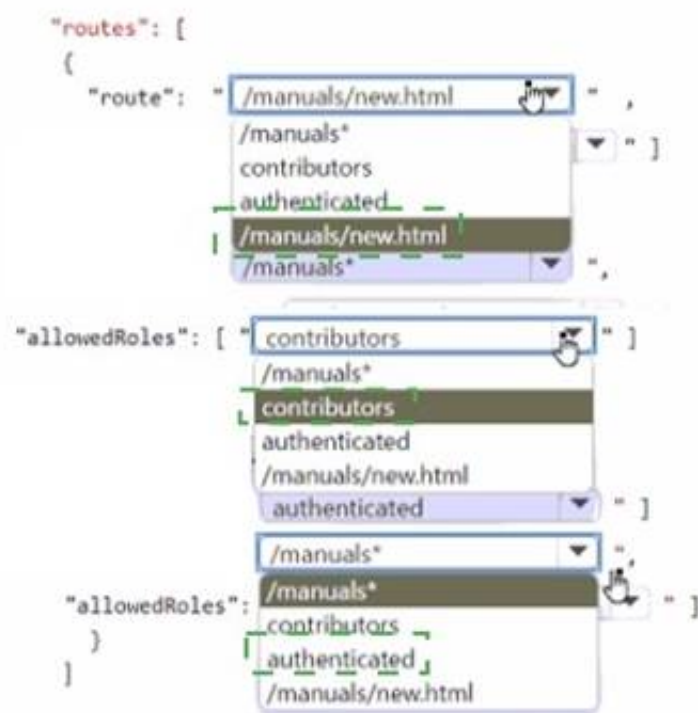 "routes": [
{
"route": " /manuals/new.html " ,
/manuals*
" ]
contributors
authenticated
/manuals/new.html
/manuals* ",
"allowedRoles": [ " contributors " ]
/manuals*
contributors
authenticated
/manuals/new.html
authenticated " ]
/manuals* ",
/manuals*
"allowedRoles": " ]
contributors
}
authenticated
]
/manuals/new.html